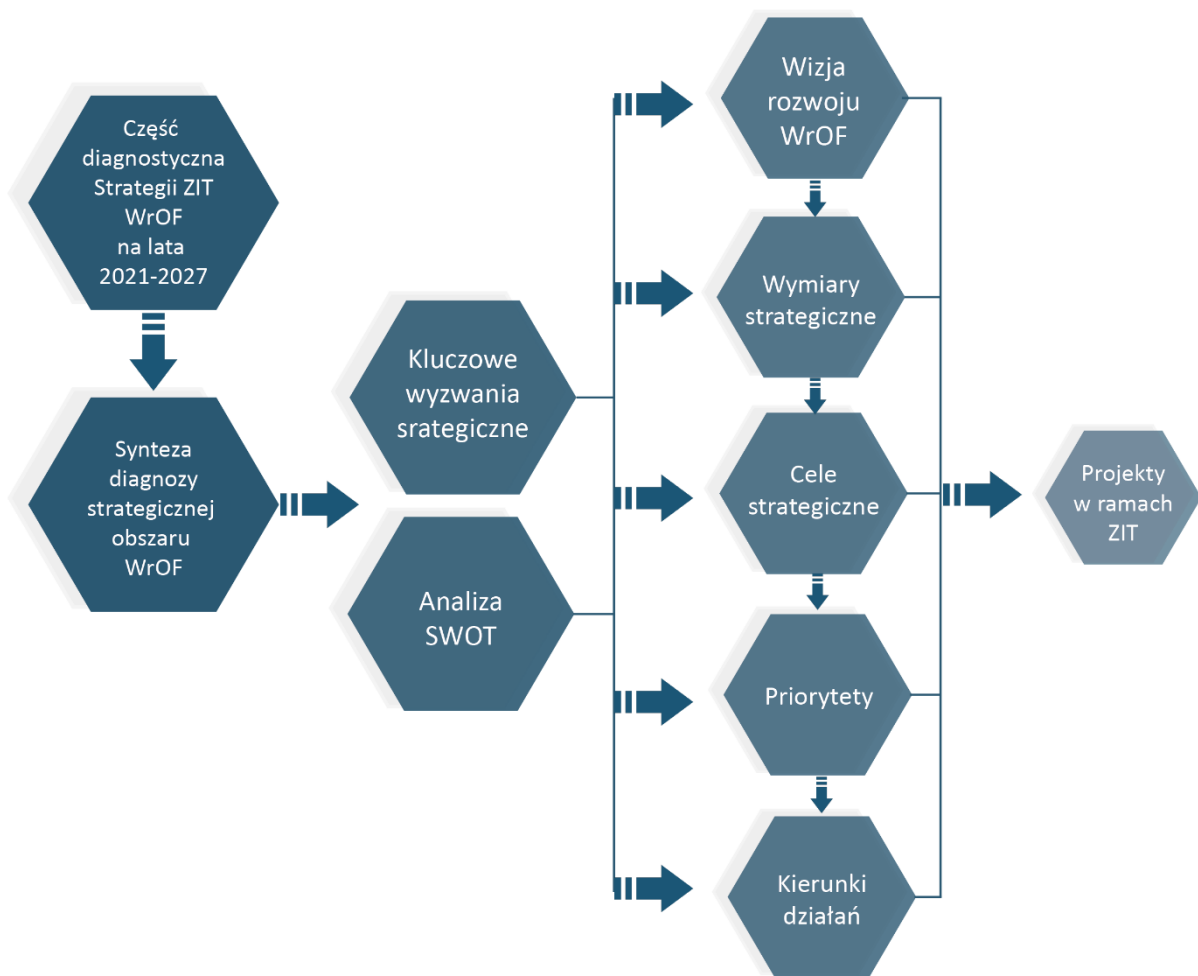 Część
diagnostyczna
Strategii ZIT
WrOF
na lata
2021-2027
Synteza
diagnozy
strategicznej
obszaru
WrOF
Kluczowe
wyzwania
srategiczne
Analiza
SWOT
Wizja
rozwoju
WrOF
Wymiary
strategiczne
Cele
strategiczne
Priorytety
Kierunki
działań
Projekty
w ramach
ZIT